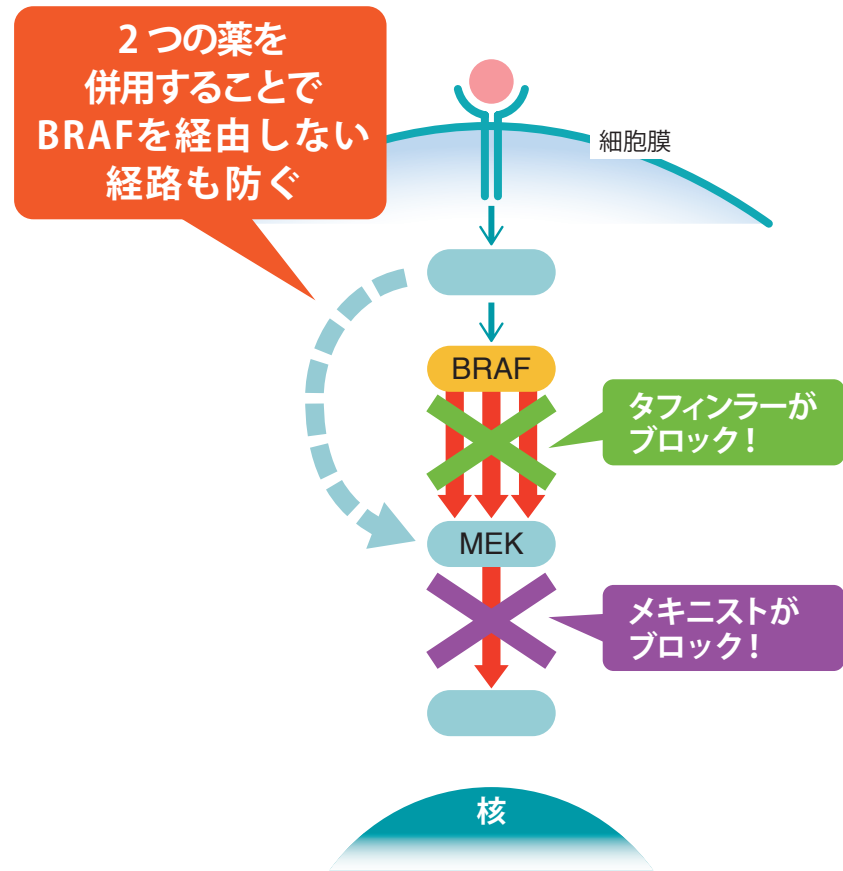 2つの薬を
併用することで
BRAFを経由しない
経路も防ぐ
細胞膜
BRAF
タフィンラーが
ブロック！
MEK
メキニストが
ブロック！
核